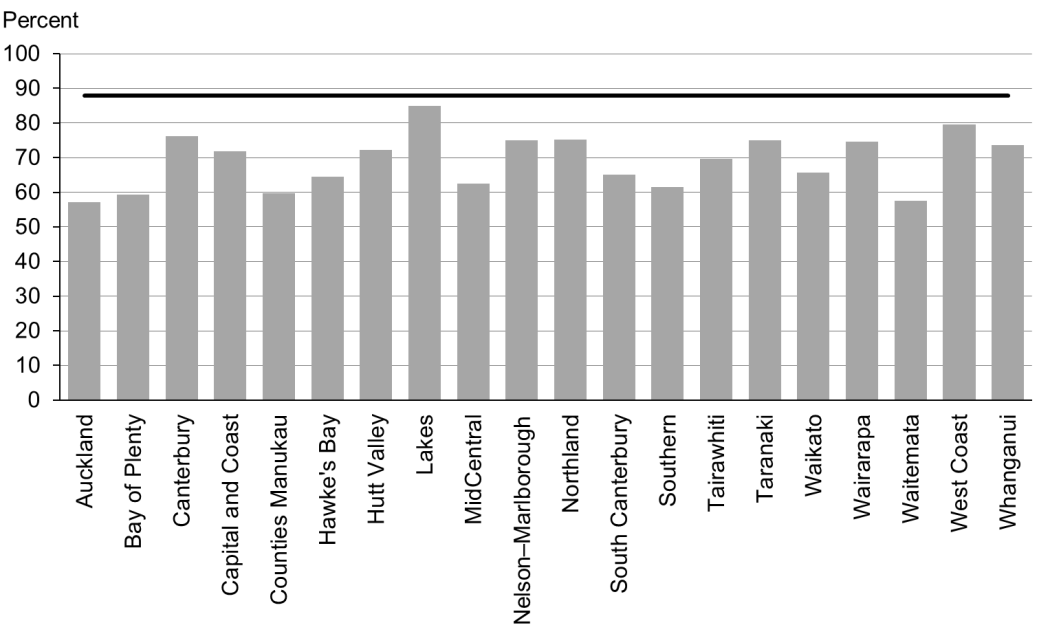 Percent
100
90
80
70
60
50
40
30
20
10
0
Auckland
Bay of Plenty
Canterbury
Capital and Coast
Counties Manukau
Hawke's Bay
Hutt Valley
Lakes
MidCentral
Nelson–Marlborough
Northland
South Canterbury
Southern
Tairawhiti
Taranaki
Waikato
Wairarapa
Waitemata
West Coast
Whanganui